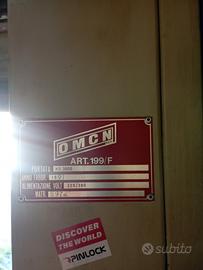 OMCN
ART.199/F
PORTATA
ANNO FABBR.
ALIMENTAZIONE VOLT
MATR.
DISCOVER
THE WORLD
SPINLOCK
subito